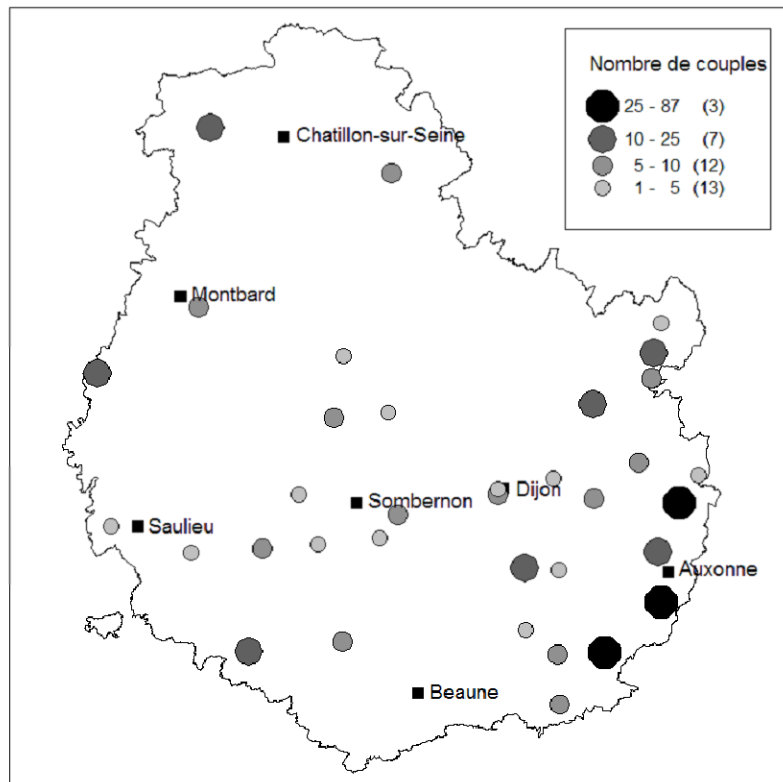 Nombre de couples
25 - 87 (3)
10 - 25 (7)
5 - 10 (12)
1 - 5 (13)
Chatillon-sur-Seine
Montbard
Sombernon
Dijon
Saulieu
Auxonne
Beaune